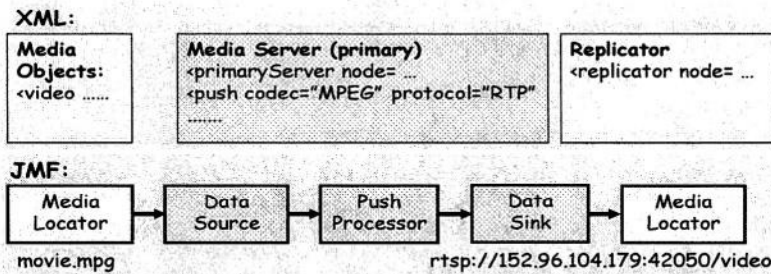 XML:
Media
Objects:
<video ......
Media Server (primary)
<primaryServer node= ...
<push codec="MPEG" protocol="RTP"
.......
Replicator
<replicator node= ...
JMF:
Media
Locator
Data
Source
Push
Processor
Data
Sink
Media
Locator
movie.mpg
rtsp://152.96.104.179:42050/video